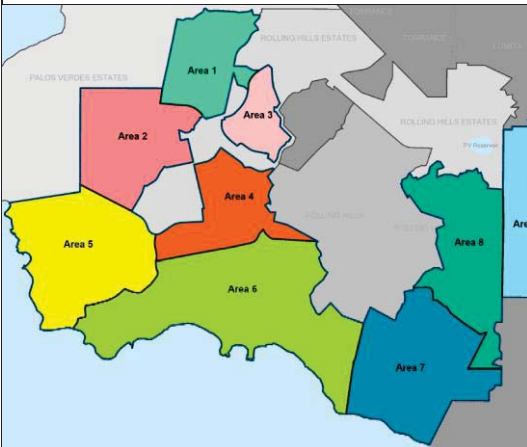 TORRANCE
ROLLING HILLS ESTATES
TORRANCE
LOMITA
Area 1
PALOS VERDES ESTATES
Area 3
ROLLING HILLS ESTATES
Area 2
PV Reservoir
Area 4
ROLLING HILLS
Area 5
Area 8
Area 6
Area 7